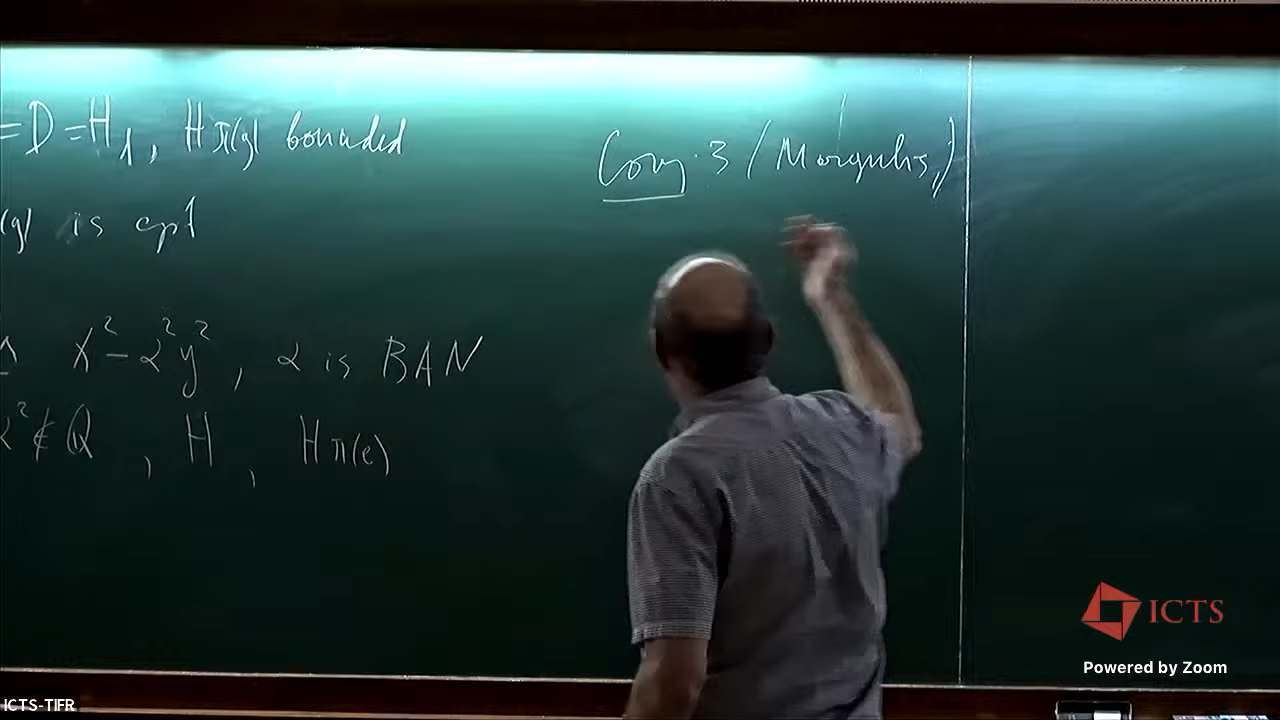 =D=H₁, Hπ(g) bounded
(g) is cpt
x²-α²y², α is BAN
α²∉Q, H, Hπ(e)
Conj. 3 (Margulis,)
ICTS
Powered by Zoom
ICTS-TIFR